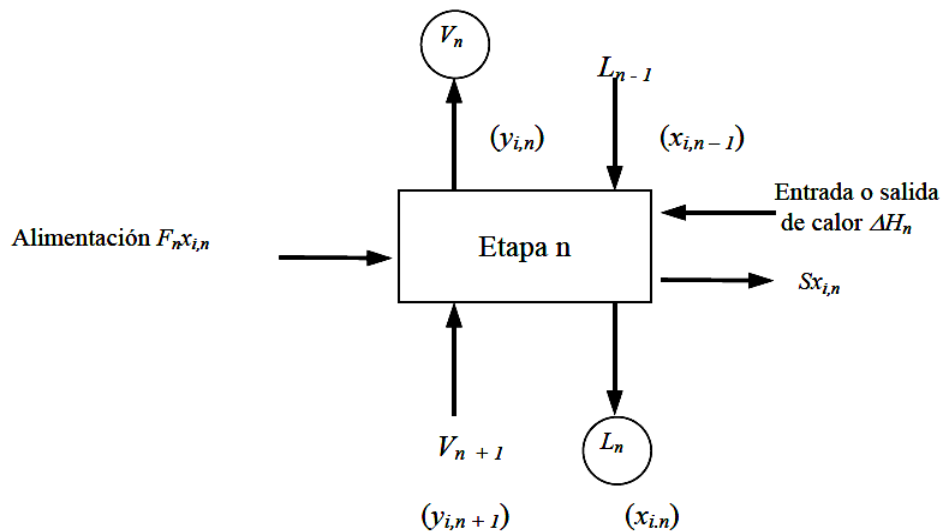 Vn
Ln - 1
(yi,n)
(xi,n – 1)
Entrada o salida
de calor ΔHn
Alimentación Fnxi,n
Etapa n
Sxi,n
Vn + 1
Ln
(yi,n + 1)
(xi.n)